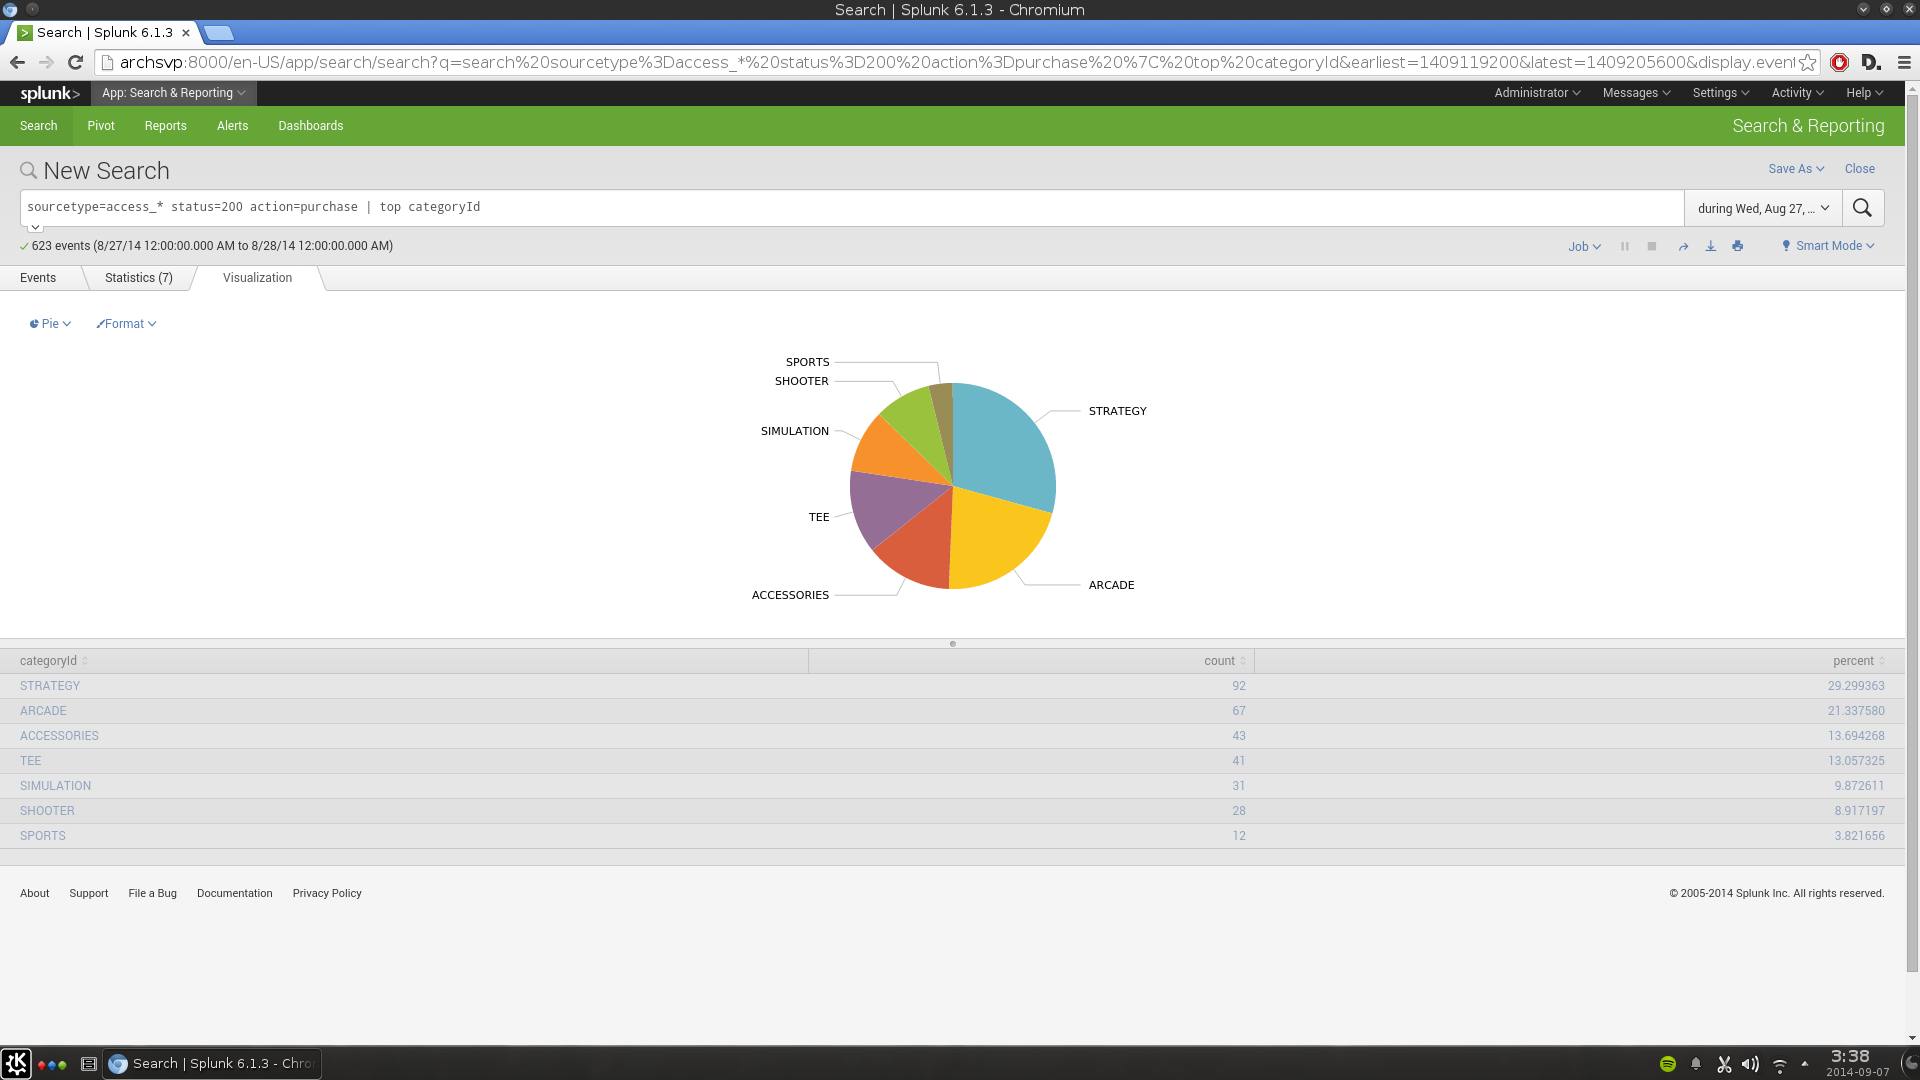 Search | Splunk 6.1.3 - Chromium
Search | Splunk 6.1.3
archsvp:8000/en-US/app/search/search?q=search%20sourcetype%3Daccess_*%20status%3D200%20action%3Dpurchase%20%7C%20top%20categoryId&earliest=1409119200&latest=1409205600&display.event
D.
splunk> App: Search & Reporting Administrator Messages Settings Activity Help
Search Pivot Reports Alerts Dashboards Search & Reporting
New Search Save As Close
sourcetype=access_* status=200 action=purchase | top categoryId during Wed, Aug 27, ...
623 events (8/27/14 12:00:00.000 AM to 8/28/14 12:00:00.000 AM) Job Smart Mode
Events Statistics (7) Visualization
Pie Format
SPORTS
SHOOTER
STRATEGY
SIMULATION
TEE
ARCADE
ACCESSORIES
categoryId count percent
STRATEGY 92 29.299363
ARCADE 67 21.337580
ACCESSORIES 43 13.694268
TEE 41 13.057325
SIMULATION 31 9.872611
SHOOTER 28 8.917197
SPORTS 12 3.821656
About Support File a Bug Documentation Privacy Policy © 2005-2014 Splunk Inc. All rights reserved.
Search | Splunk 6.1.3 - Chro
3:38
2014-09-07